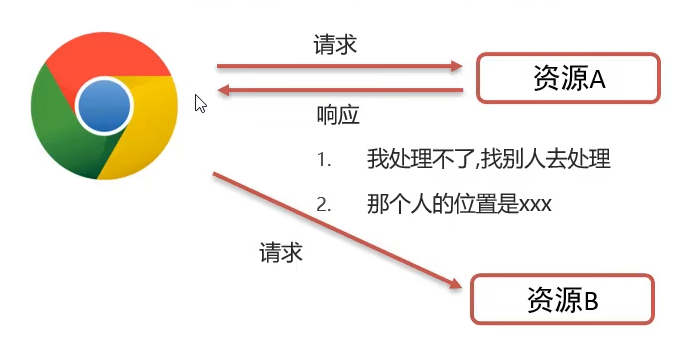 请求
资源A
响应
1. 我处理不了,找别人去处理
2. 那个人的位置是xxx
请求
资源B